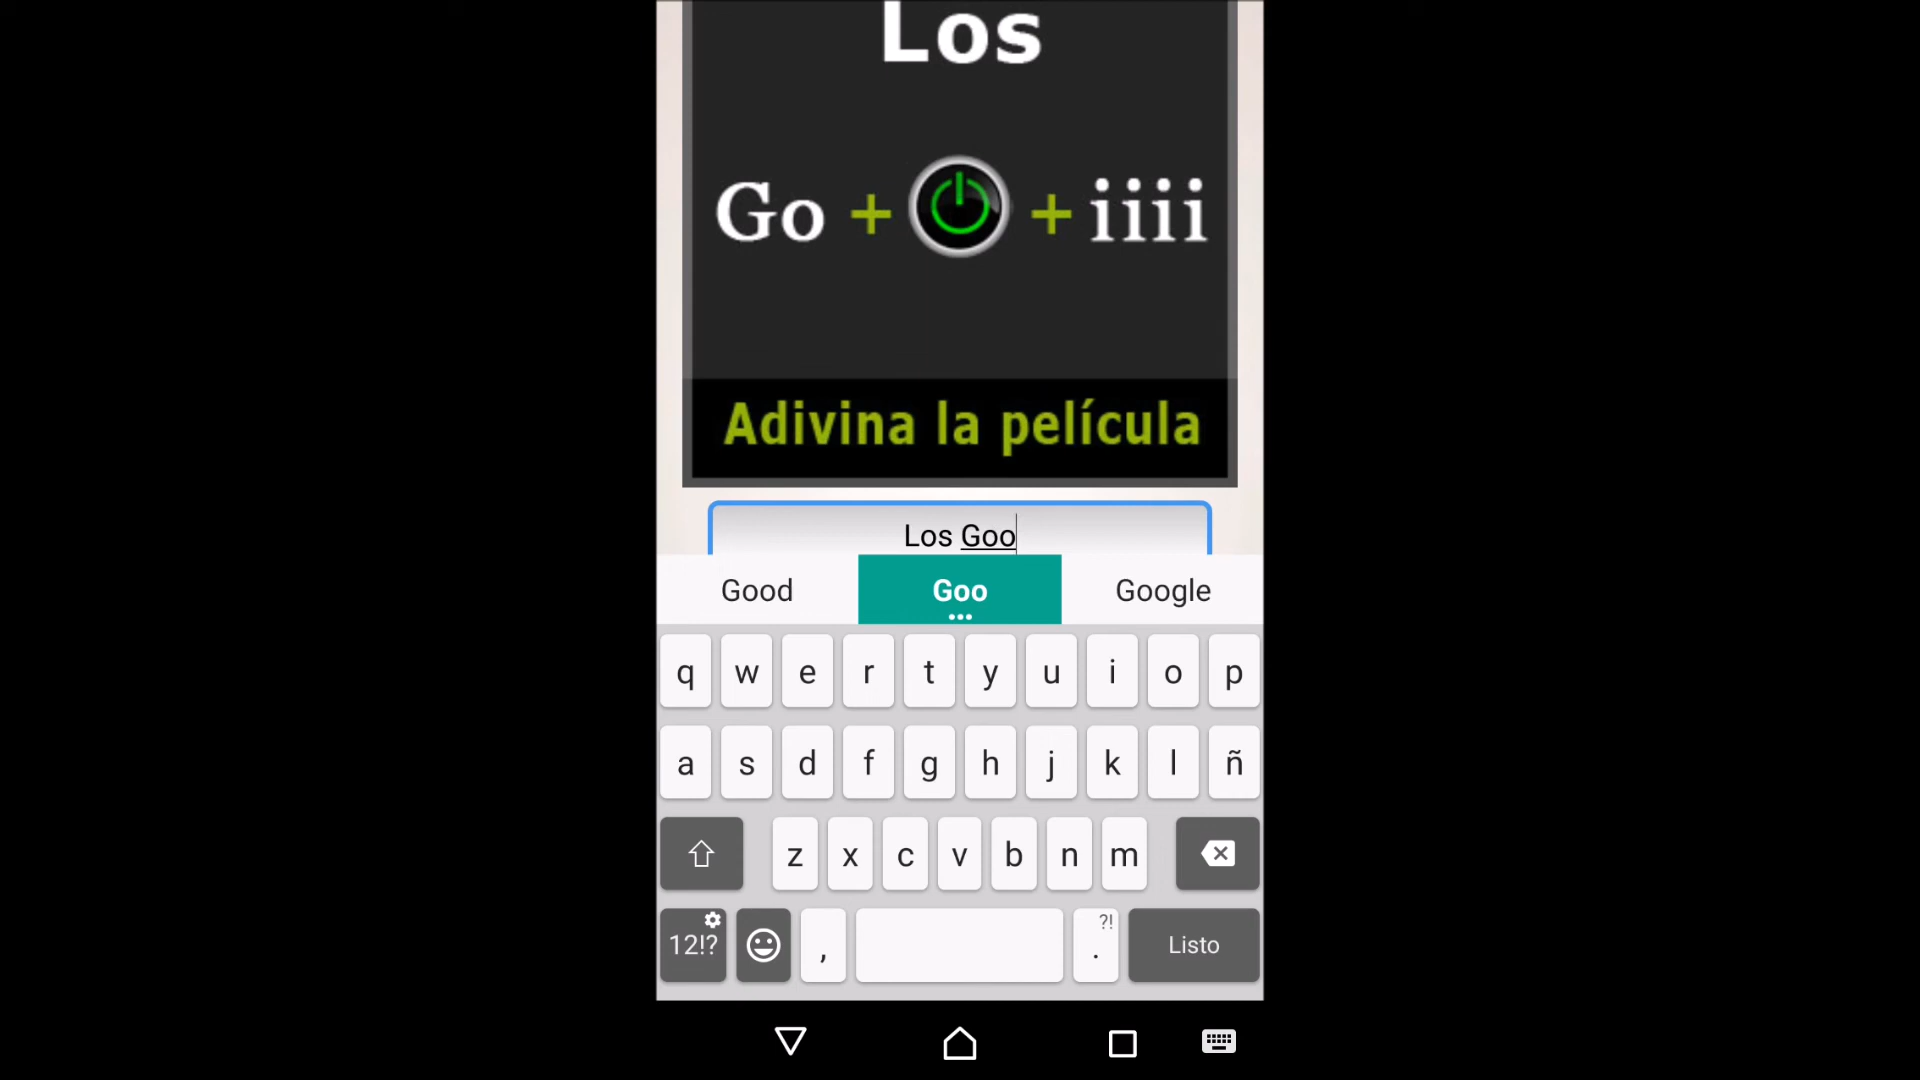 Los
Go + + iiii
Adivina la película
Los Goo
Good Goo Google
q w e r t y u i o p
a s d f g h j k l ñ
z x c v b n m
12!? , ?! . Listo